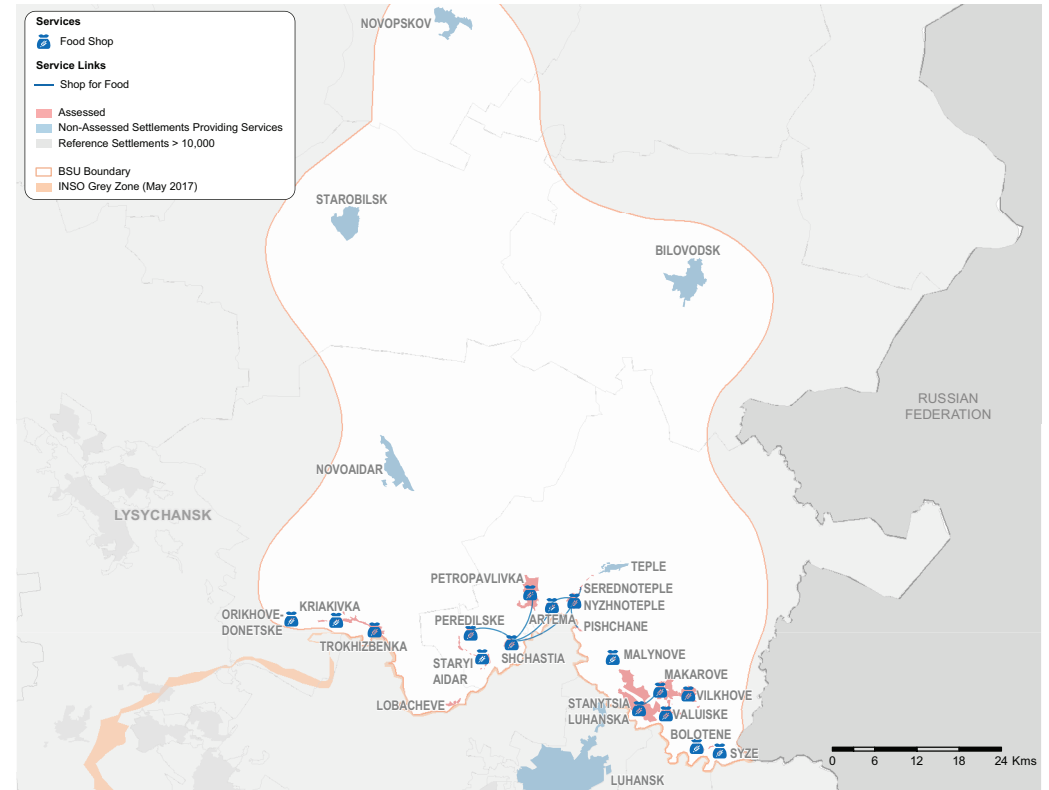 Services
Food Shop
Service Links
Shop for Food
Assessed
Non-Assessed Settlements Providing Services
Reference Settlements > 10,000
BSU Boundary
INSO Grey Zone (May 2017)
NOVOPSKOV
STAROBILSK
BILOVODSK
RUSSIAN
FEDERATION
NOVOAIDAR
LYSYCHANSK
TEPLE
PETROPAVLIVKA
SEREDNOTEPLE
NYZHNOTEPLE
ORIKHOVE-
DONETSKE
KRIAKIVKA
PEREDILSKE
ARTEMA
PISHCHANE
TROKHIZBENKA
STARYI
AIDAR
SHCHASTIA
MALYNOVE
MAKAROVE
LOBACHEVE
STANYTSIA
LUHANSKA
VILKHOVE
VALUISKE
BOLOTENE
SYZE
LUHANSK
0 6 12 18 24 Kms